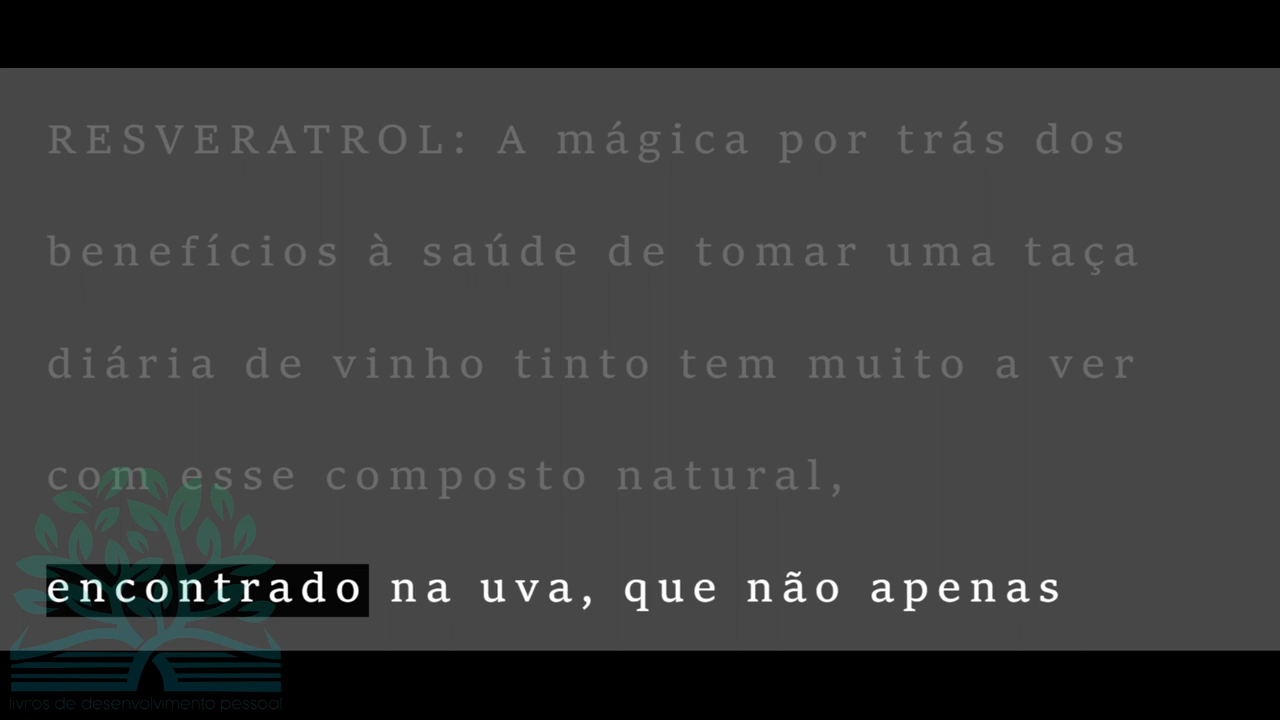 RESVERATROL: A mágica por trás dos
benefícios à saúde de tomar uma taça
diária de vinho tinto tem muito a ver
com esse composto natural,
encontrado na uva, que não apenas
livros de desenvolvimento pessoal